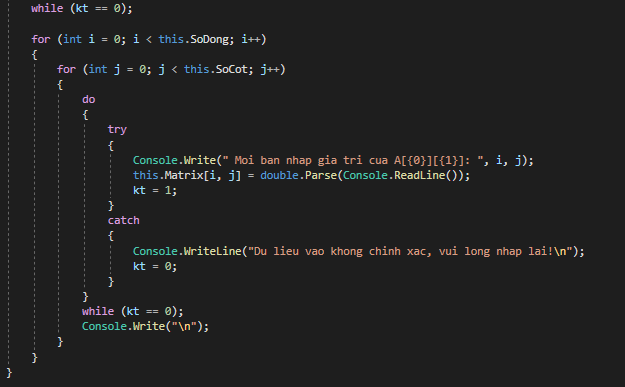 while (kt == 0);
for (int i = 0; i < this.SoDong; i++)
{
for (int j = 0; j < this.SoCot; j++)
{
do
{
try
{
Console.Write(" Moi ban nhap gia tri cua A[{0}][{1}]: ", i, j);
this.Matrix[i, j] = double.Parse(Console.ReadLine());
kt = 1;
}
catch
{
Console.WriteLine("Du lieu vao khong chinh xac, vui long nhap lai!\n");
kt = 0;
}
}
while (kt == 0);
Console.Write("\n");
}
}
}